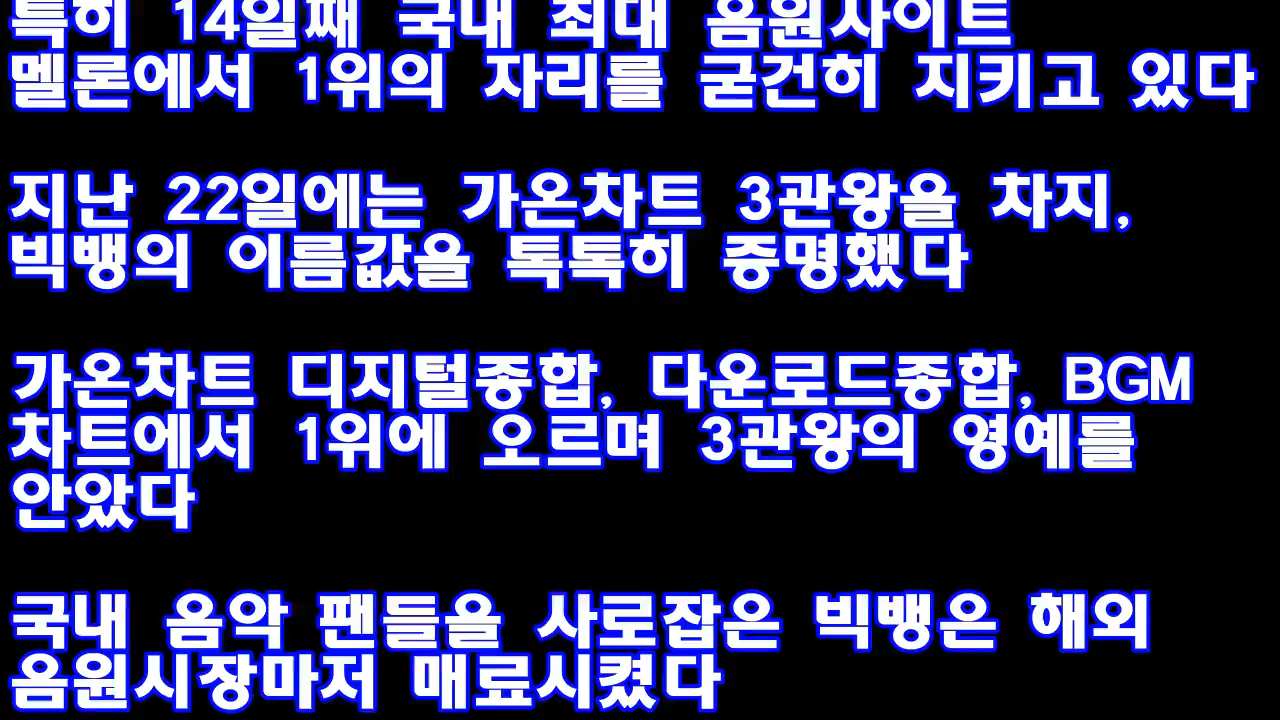 특히 14일째 국내 최대 음원사이트
멜론에서 1위의 자리를 굳건히 지키고 있다
지난 22일에는 가온차트 3관왕을 차지,
빅뱅의 이름값을 톡톡히 증명했다
가온차트 디지털종합, 다운로드종합, BGM
차트에서 1위에 오르며 3관왕의 영예를
안았다
국내 음악 팬들을 사로잡은 빅뱅은 해외
음원시장마저 매료시켰다